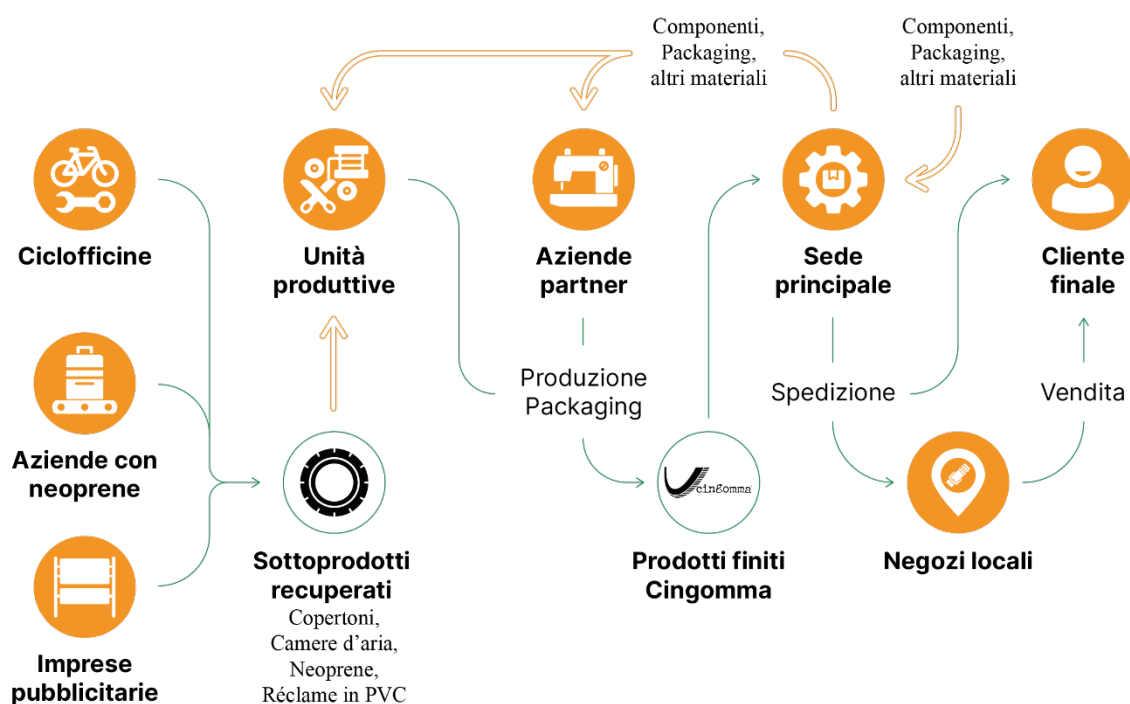 Componenti,
Packaging,
altri materiali
Componenti,
Packaging,
altri materiali
Ciclofficine
Unità
produttive
Aziende
partner
Sede
principale
Cliente
finale
Produzione
Packaging
Spedizione
Vendita
Aziende con
neoprene
cingomma
Sottoprodotti
recuperati
Copertoni,
Camere d’aria,
Neoprene,
Réclame in PVC
Prodotti finiti
Cingomma
Negozi locali
Imprese
pubblicitarie